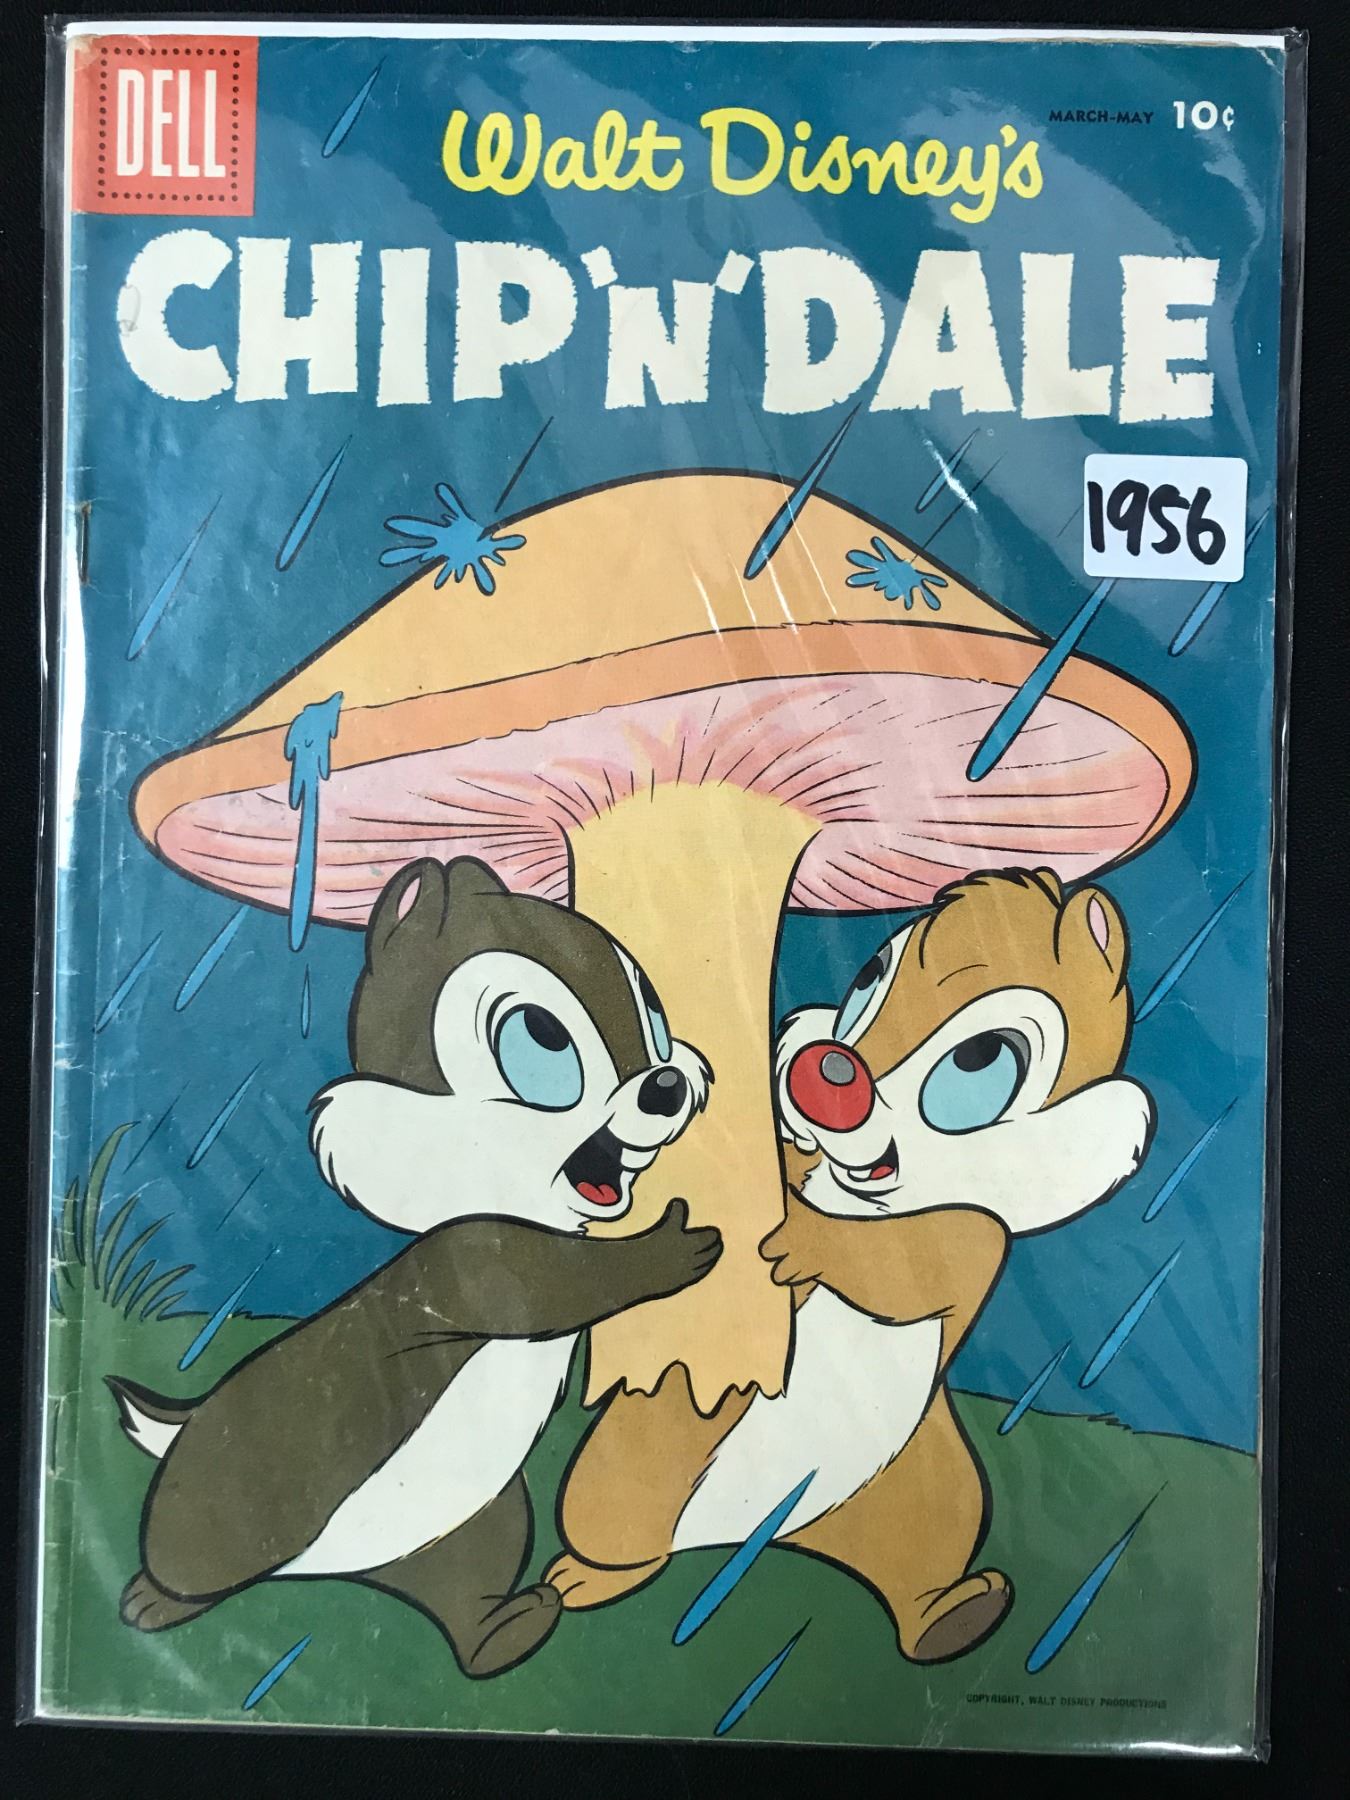 DELL
MARCH-MAY 10¢
Walt Disney's
CHIP 'N' DALE
1956
COPYRIGHT, WALT DISNEY PRODUCTIONS